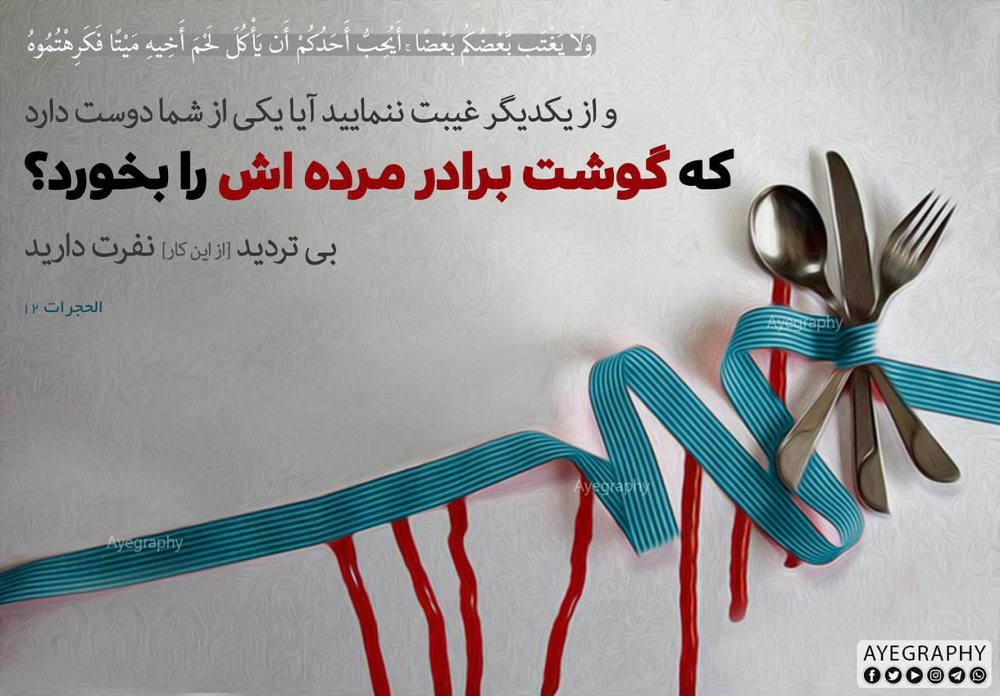 وَلَا يَغْتَب بَّعْضُكُم بَعْضًا ۚ أَيُحِبُّ أَحَدُكُمْ أَن يَأْكُلَ لَحْمَ أَخِيهِ مَيْتًا فَكَرِهْتُمُوهُ
و از یکدیگر غیبت ننمایید آیا یکی از شما دوست دارد
که گوشت برادر مرده اش را بخورد؟
بی تردید [از این کار] نفرت دارید
الحجرات ۱۲
Ayegraphy
Ayegraphy
Ayegraphy
AYEGRAPHY